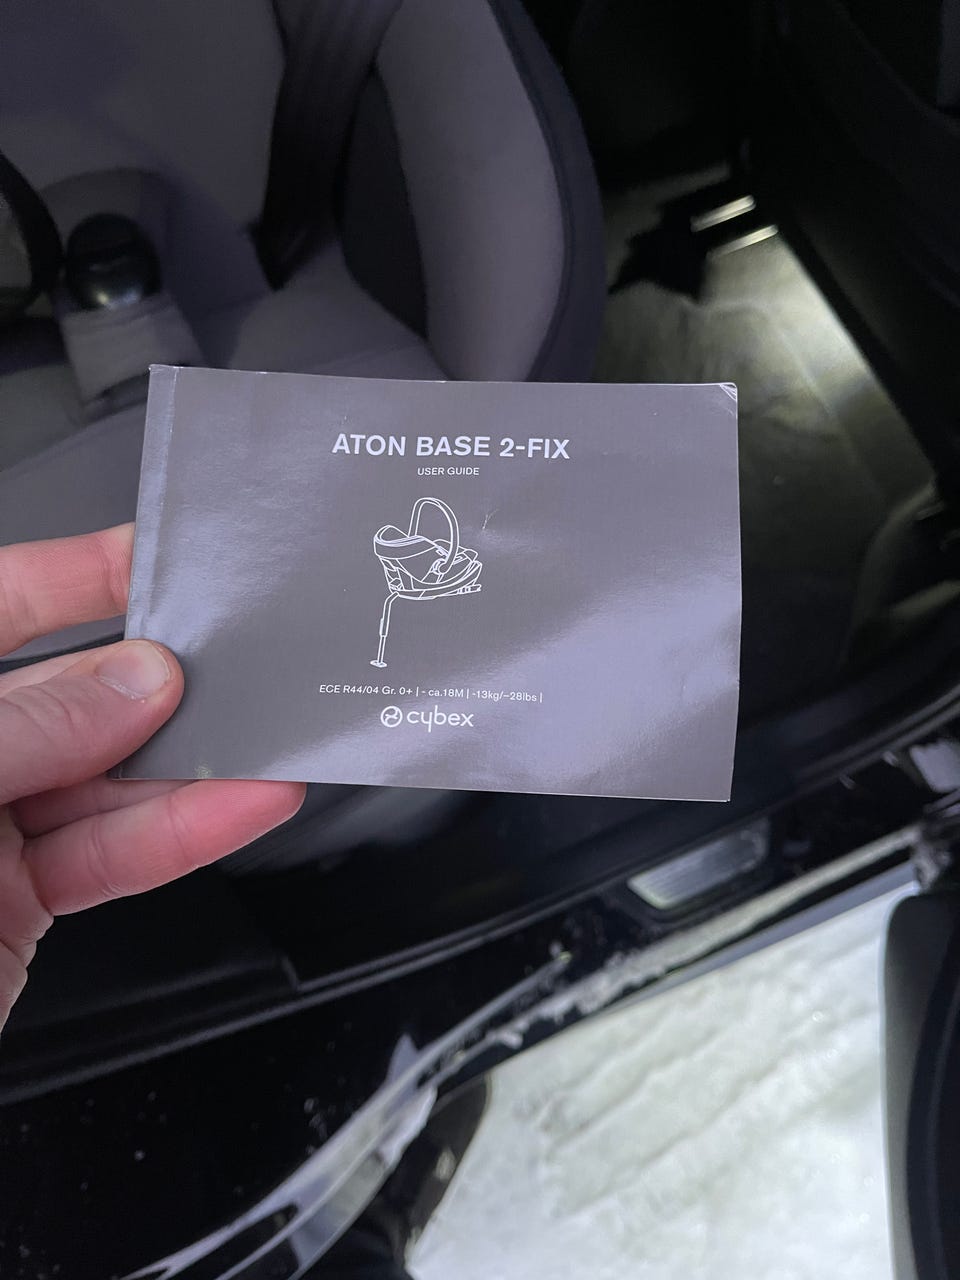 ATON BASE 2-FIX
USER GUIDE
ECE R44/04 Gr. 0+ | - ca.18M | -13kg/–28lbs |
cybex